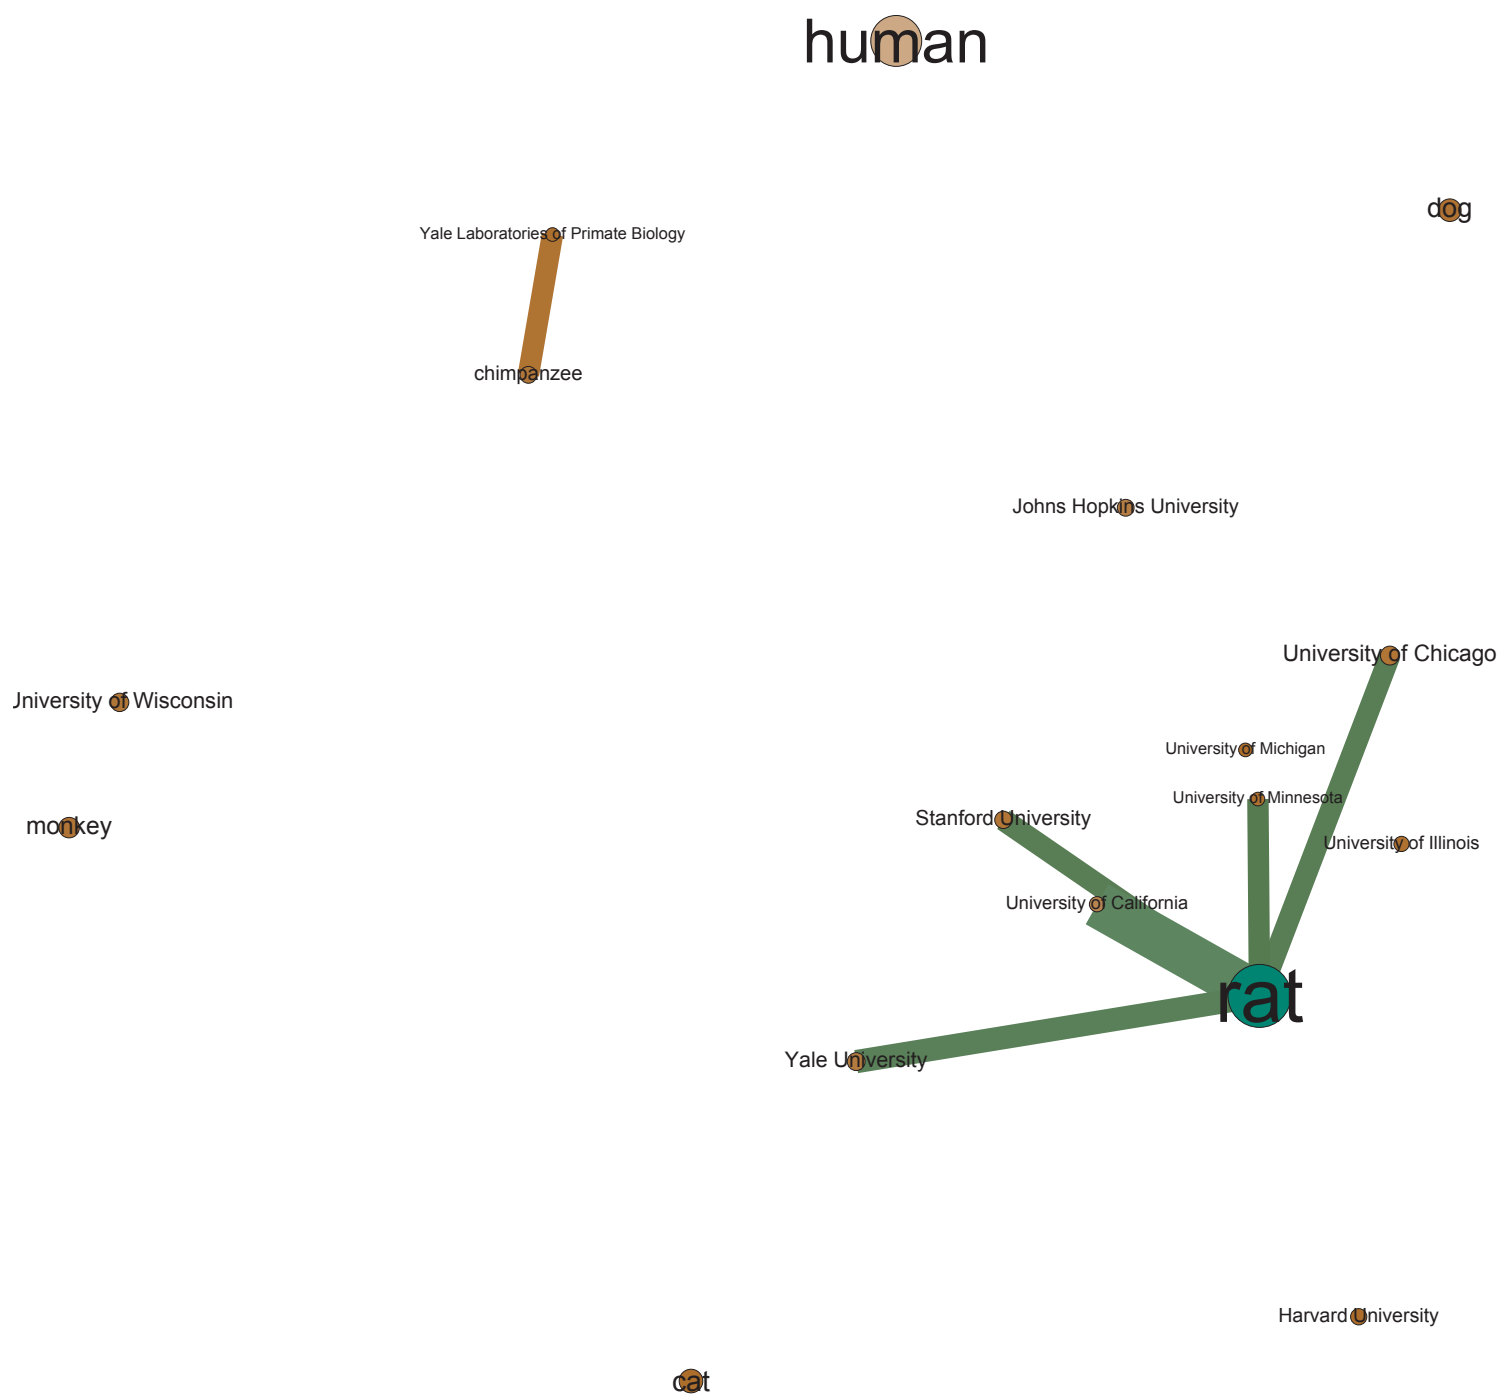 human
dog
Yale Laboratories of Primate Biology
chimpanzee
Johns Hopkins University
University of Chicago
University of Wisconsin
University of Michigan
University of Minnesota
Stanford University
monkey
University of Illinois
University of California
rat
Yale University
Harvard University
cat